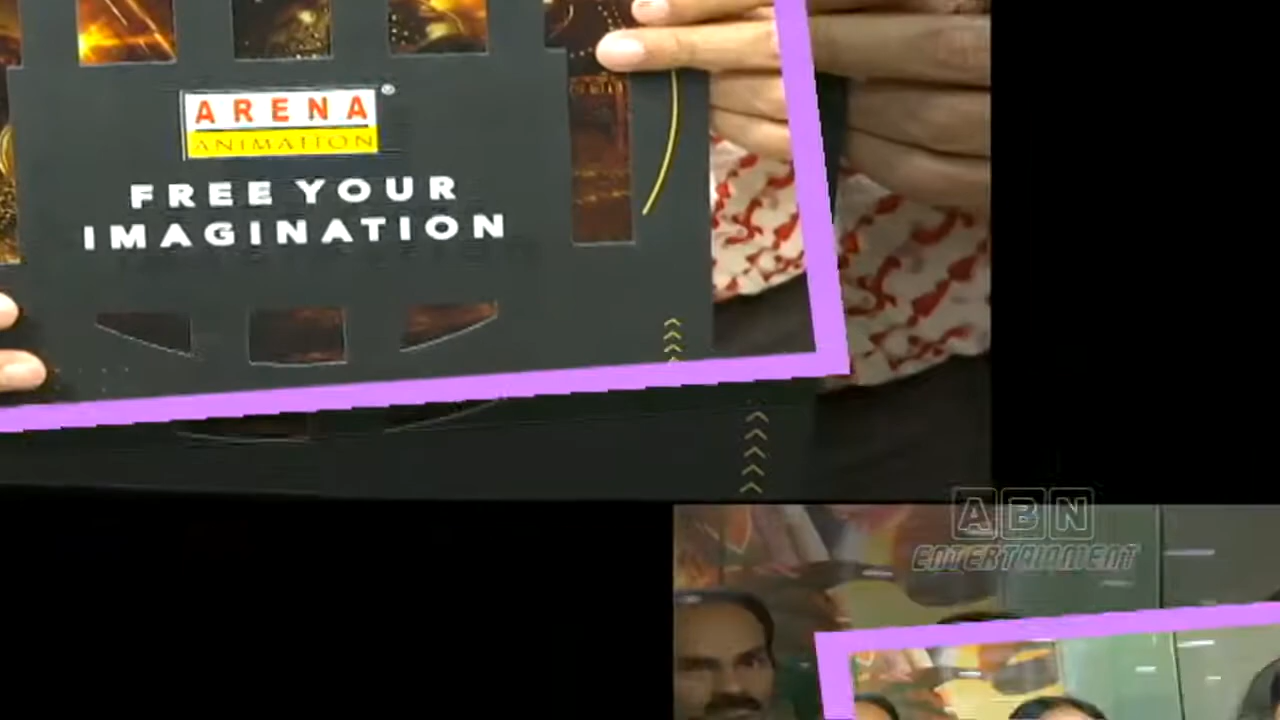 ARENA®
ANIMATION
FREE YOUR
IMAGINATION
ABN
ENTERTAINMENT